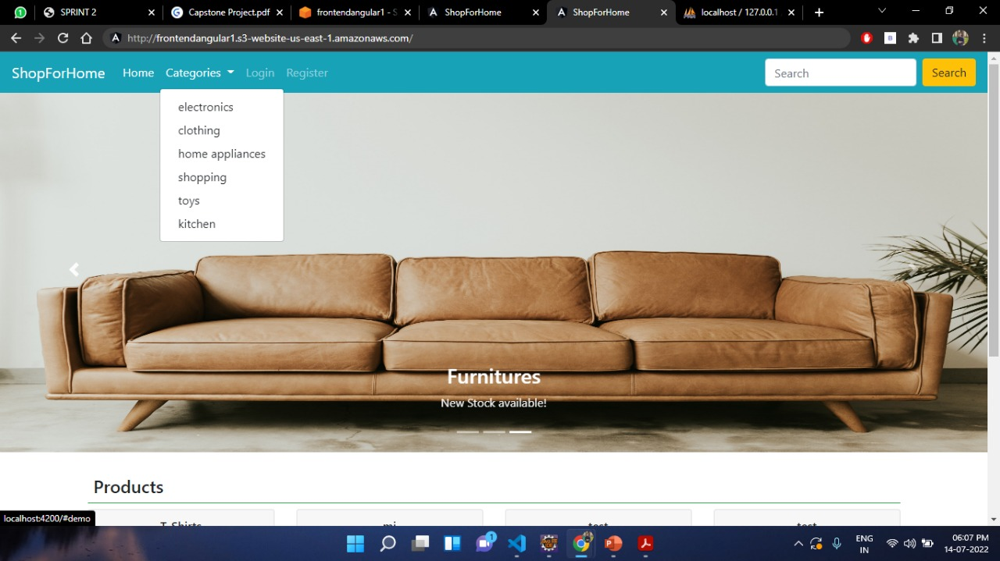 SPRINT 2
Capstone Project.pdf
frontendangular1 - S
ShopForHome
ShopForHome
localhost / 127.0.0.1
http://frontendangular1.s3-website-us-east-1.amazonaws.com/
ShopForHome Home Categories Login Register Search Search
electronics
clothing
home appliances
shopping
toys
kitchen
Furnitures
New Stock available!
Products
T-Shirts mi test test
localhost:4200/#demo
ENG
IN
06:07 PM
14-07-2022